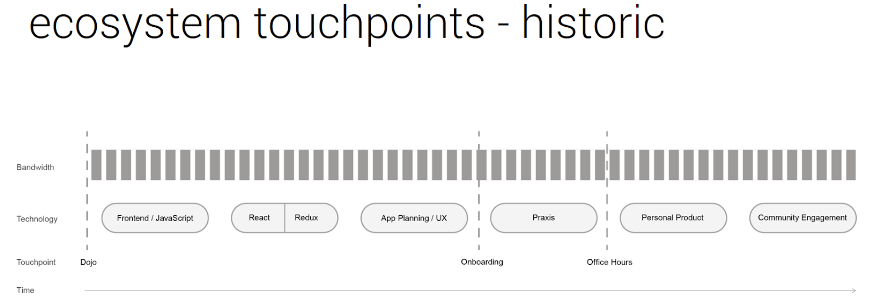 ecosystem touchpoints - historic
Bandwidth
Technology
Frontend / JavaScript
React
Redux
App Planning / UX
Praxis
Personal Product
Community Engagement
Touchpoint
Dojo
Onboarding
Office Hours
Time